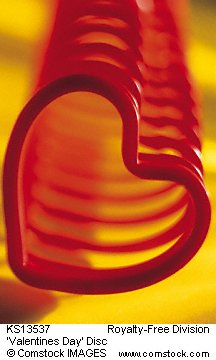 KS13537 Royalty-Free Division
'Valentines Day' Disc
© Comstock IMAGES www.comstock.com